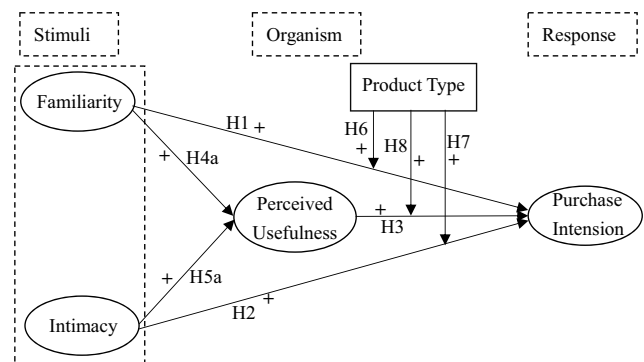 Stimuli
Organism
Response
Product Type
Familiarity
H1 +
H6
+
H8
+
H7
+
+ H4a
Perceived
Usefulness
+
H3
Purchase
Intension
+ H5a
Intimacy
H2 +